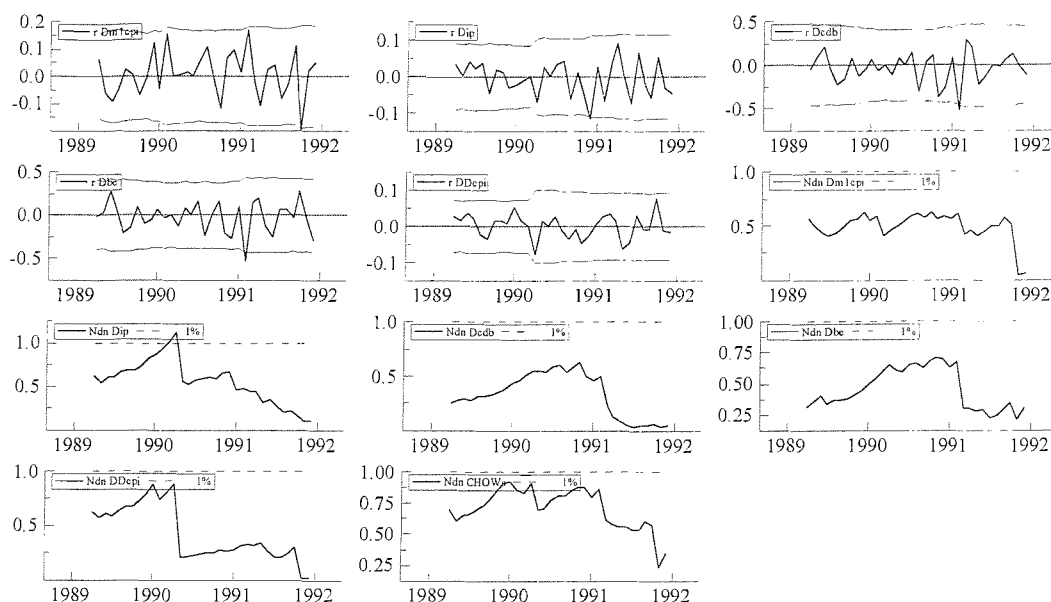 0.2 r Dm1cpi
0.1
0.0
-0.1
1989 1990 1991 1992
0.2 r Dip
0.1
0.0
-0.1
1989 1990 1991 1992
0.5 r Dcdb
0.0
-0.5
1989 1990 1991 1992
0.5 r Dbe
0.0
-0.5
1989 1990 1991 1992
r DDcpi
0.1
0.0
-0.1
1989 1990 1991 1992
1.0 Ndn Dm1cpi 1%
0.5
1989 1990 1991 1992
Ndn Dip 1%
1.0
0.5
1989 1990 1991 1992
1.0 Ndn Dcdb 1%
0.5
1989 1990 1991 1992
1.00 Ndn Dbe 1%
0.75
0.50
0.25
1989 1990 1991 1992
1.0 Ndn DDcpi 1%
0.5
1989 1990 1991 1992
1.00 Ndn CHOWs 1%
0.75
0.50
0.25
1989 1990 1991 1992